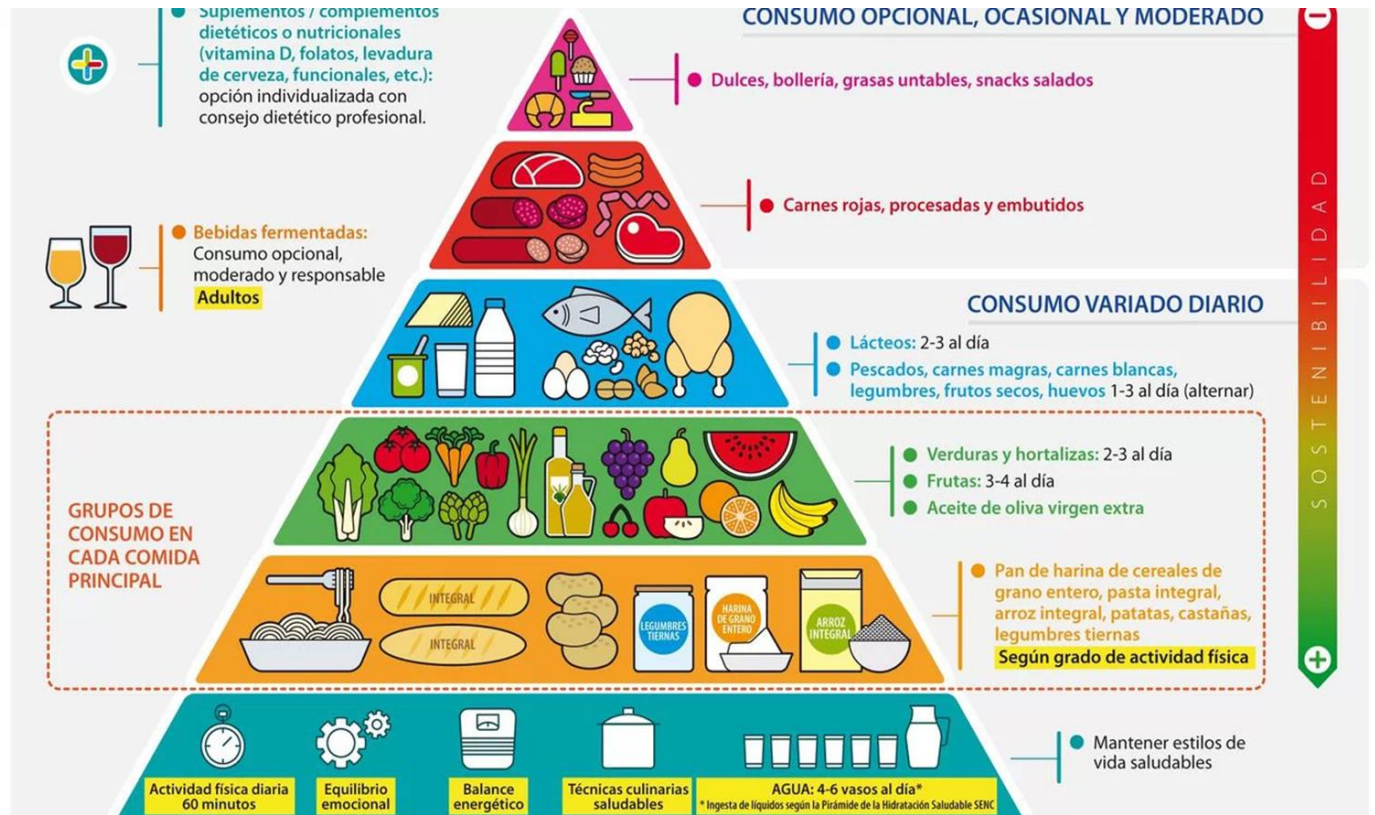 Suplementos / complementos
dietéticos o nutricionales
(vitamina D, folatos, levadura
de cerveza, funcionales, etc.):
opción individualizada con
consejo dietético profesional.
CONSUMO OPCIONAL, OCASIONAL Y MODERADO
Dulces, bollería, grasas untables, snacks salados
Carnes rojas, procesadas y embutidos
Bebidas fermentadas:
Consumo opcional,
moderado y responsable
Adultos
CONSUMO VARIADO DIARIO
Lácteos: 2-3 al día
Pescados, carnes magras, carnes blancas,
legumbres, frutos secos, huevos 1-3 al día (alternar)
SOSTENIBILIDAD
Verduras y hortalizas: 2-3 al día
Frutas: 3-4 al día
Aceite de oliva virgen extra
GRUPOS DE
CONSUMO EN
CADA COMIDA
PRINCIPAL
INTEGRAL
INTEGRAL
LEGUMBRES
TIERNAS
HARINA
DE GRANO
ENTERO
ARROZ
INTEGRAL
Pan de harina de cereales de
grano entero, pasta integral,
arroz integral, patatas, castañas,
legumbres tiernas
Según grado de actividad física
Mantener estilos de
vida saludables
Actividad física diaria
60 minutos
Equilibrio
emocional
Balance
energético
Técnicas culinarias
saludables
AGUA: 4-6 vasos al día*
* Ingesta de líquidos según la Pirámide de la Hidratación Saludable SENC